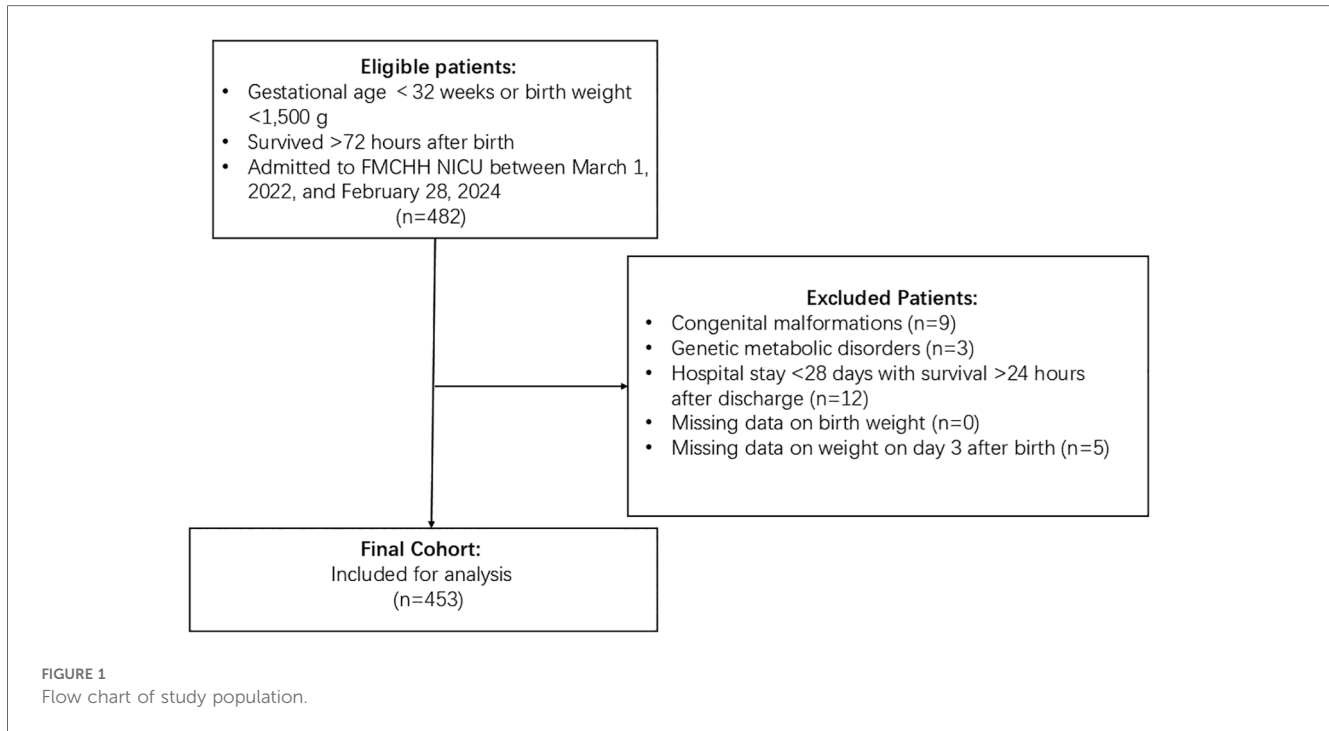 Eligible patients:
• Gestational age < 32 weeks or birth weight
<1,500 g
• Survived >72 hours after birth
• Admitted to FMCHH NICU between March 1,
2022, and February 28, 2024
(n=482)
Excluded Patients:
• Congenital malformations (n=9)
• Genetic metabolic disorders (n=3)
• Hospital stay <28 days with survival >24 hours
after discharge (n=12)
• Missing data on birth weight (n=0)
• Missing data on weight on day 3 after birth (n=5)
Final Cohort:
Included for analysis
(n=453)
FIGURE 1
Flow chart of study population.